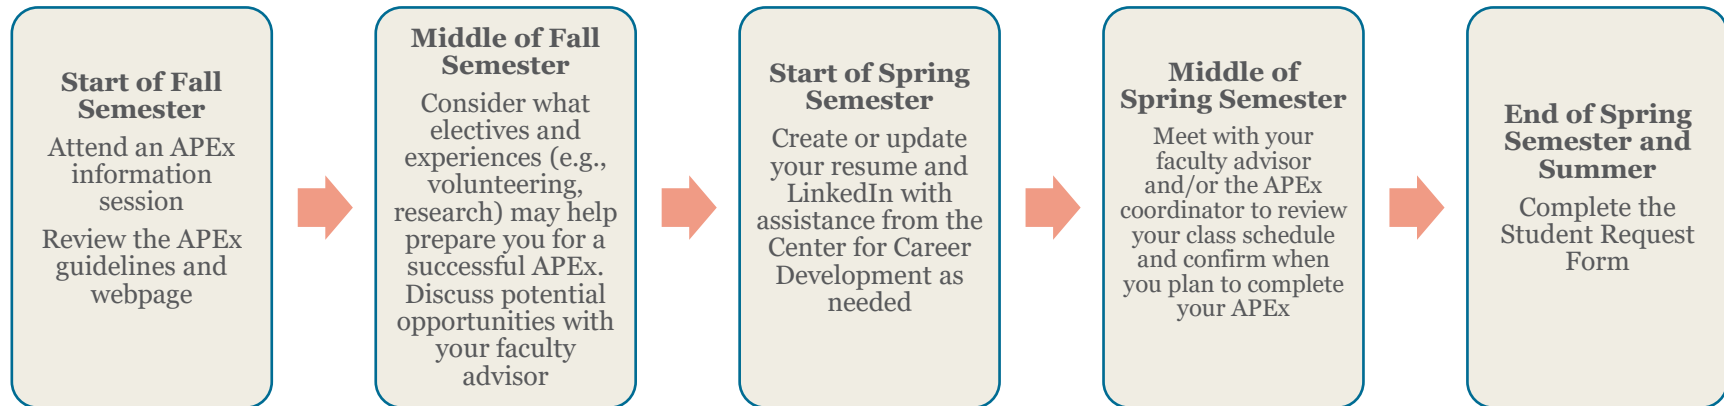 Start of Fall
Semester
Attend an APEx
information
session
Review the APEx
guidelines and
webpage
Middle of Fall
Semester
Consider what
electives and
experiences (e.g.,
volunteering,
research) may help
prepare you for a
successful APEx.
Discuss potential
opportunities with
your faculty
advisor
Start of Spring
Semester
Create or update
your resume and
LinkedIn with
assistance from the
Center for Career
Development as
needed
Middle of
Spring Semester
Meet with your
faculty advisor
and/or the APEx
coordinator to review
your class schedule
and confirm when
you plan to complete
your APEx
End of Spring
Semester and
Summer
Complete the
Student Request
Form